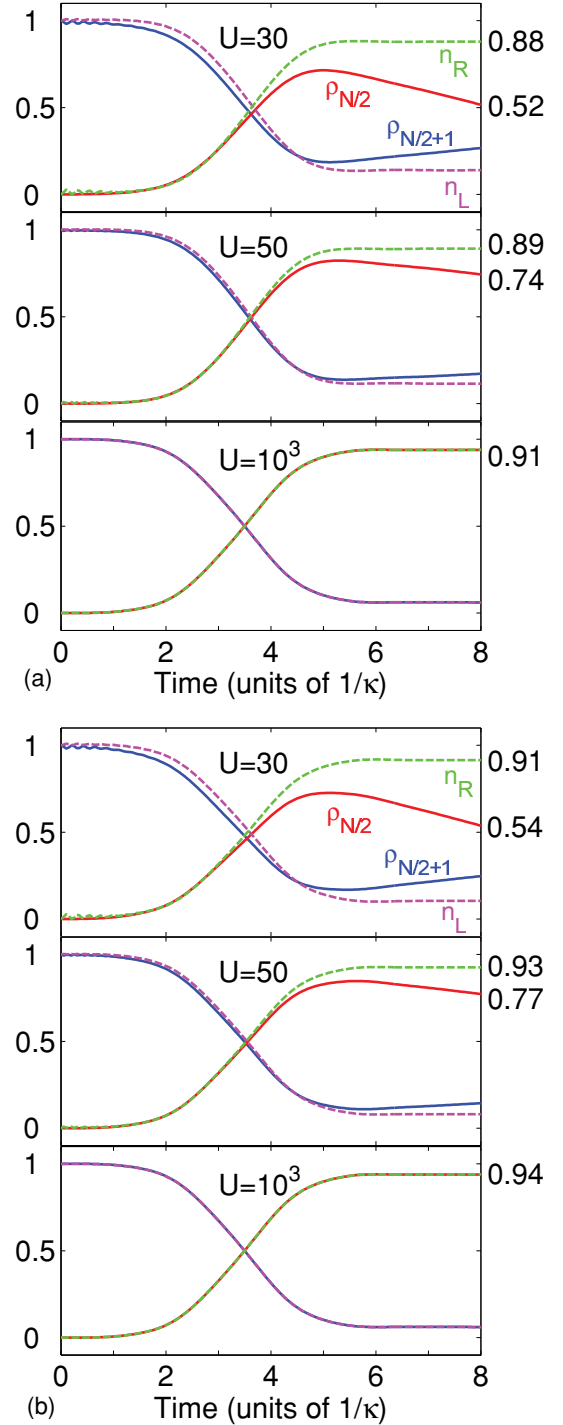 1
U=30
0.88
n_R
ρ_N/2
0.5
0.52
ρ_N/2+1
n_L
0
1
U=50
0.89
0.74
0.5
0
1
U=10^3
0.91
0.5
0
0 2 4 6 8
(a) Time (units of 1/κ)
1
U=30
0.91
n_R
ρ_N/2
0.54
0.5
ρ_N/2+1
n_L
0
1
U=50
0.93
0.77
0.5
0
1
U=10^3
0.94
0.5
0
0 2 4 6 8
(b) Time (units of 1/κ)